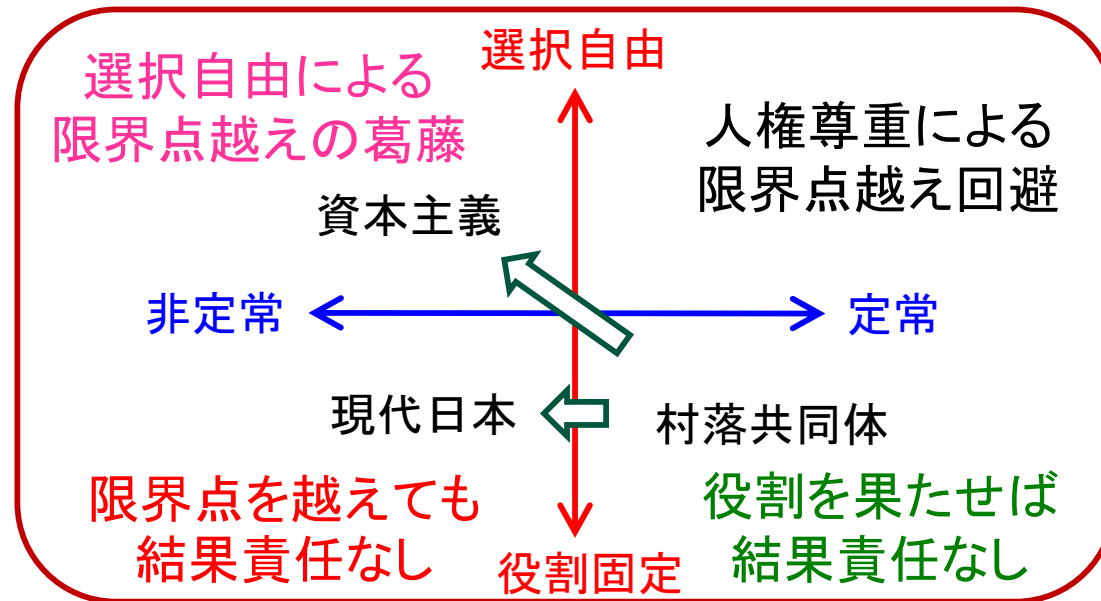 選択自由
選択自由による
限界点越えの葛藤
人権尊重による
限界点越え回避
資本主義
非定常
定常
現代日本
村落共同体
限界点を越えても
結果責任なし
役割を果たせば
結果責任なし
役割固定